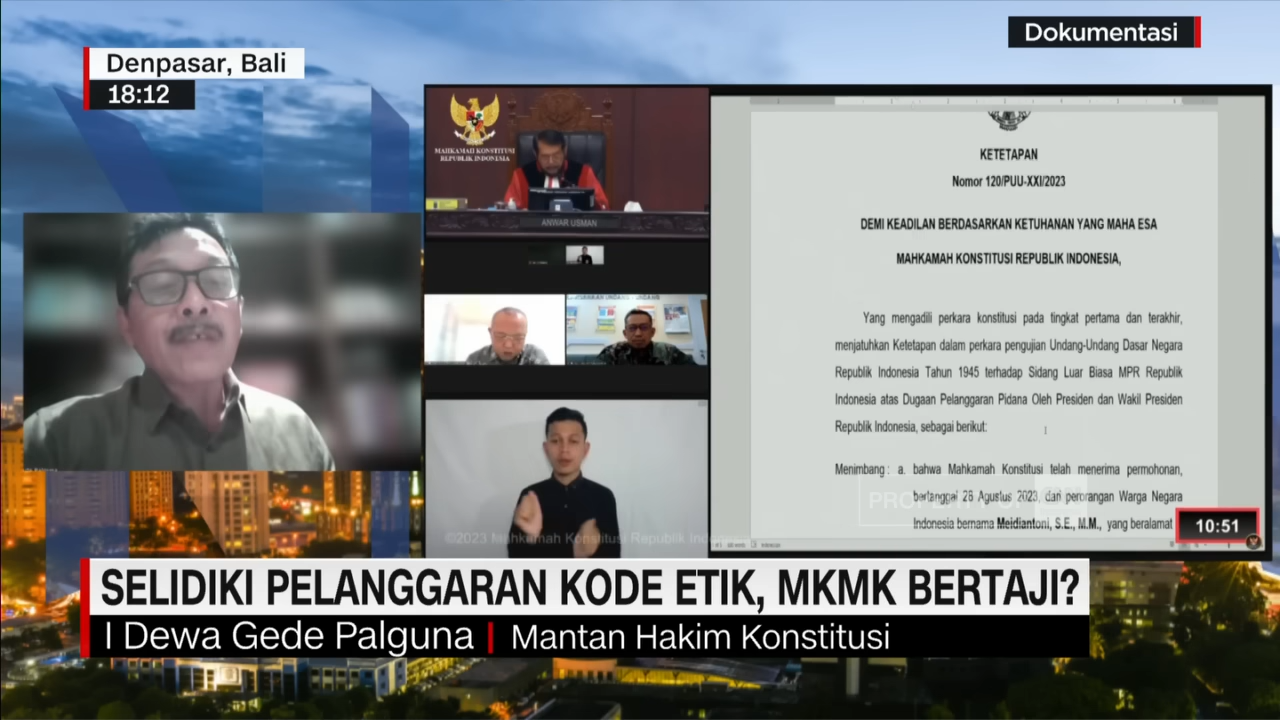 Dokumentasi
Denpasar, Bali
18:12
MAHKAMAH KONSTITUSI
REPUBLIK INDONESIA
ANWAR USMAN
KETETAPAN
Nomor 120/PUU-XXI/2023
DEMI KEADILAN BERDASARKAN KETUHANAN YANG MAHA ESA
MAHKAMAH KONSTITUSI REPUBLIK INDONESIA,
Yang mengadili perkara konstitusi pada tingkat pertama dan terakhir,
menjatuhkan Ketetapan dalam perkara pengujian Undang-Undang Dasar Negara
Republik Indonesia Tahun 1945 terhadap Sidang Luar Biasa MPR Republik
Indonesia atas Dugaan Pelanggaran Pidana Oleh Presiden dan Wakil Presiden
Republik Indonesia, sebagai berikut:
Menimbang : a. bahwa Mahkamah Konstitusi telah menerima permohonan,
bertanggal 28 Agustus 2023, dari perorangan Warga Negara
Indonesia bernama Meidiantoni, S.E., M.M., yang beralamat
PROPERTY OF
10:51
©2023 Mahkamah Konstitusi Republik Indonesia
SELIDIKI PELANGGARAN KODE ETIK, MKMK BERTAJI?
I Dewa Gede Palguna | Mantan Hakim Konstitusi